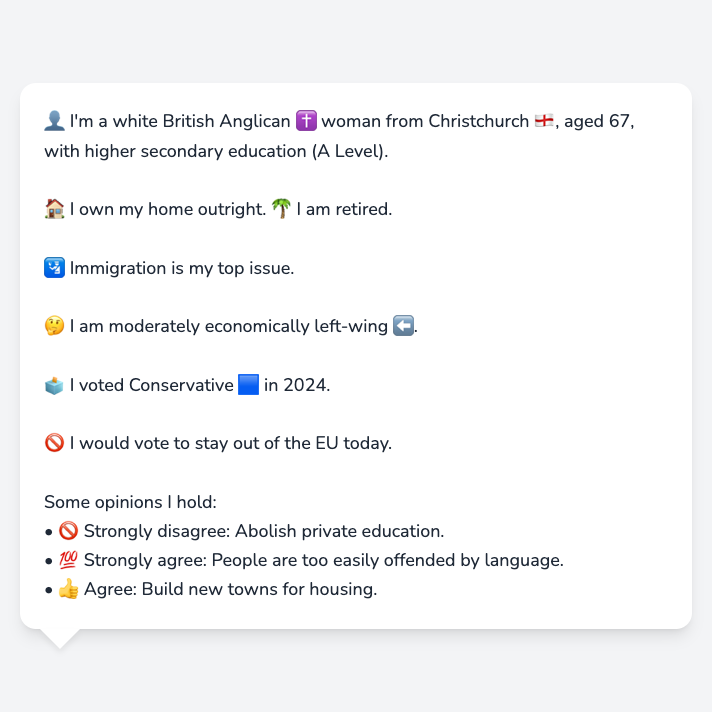 👤 I'm a white British Anglican ✝️ woman from Christchurch 🏴󠁧󠁢󠁥󠁮󠁧󠁿, aged 67,
with higher secondary education (A Level).
🏠 I own my home outright. 🌴 I am retired.
🛂 Immigration is my top issue.
🤔 I am moderately economically left-wing ⬅️.
🗳️ I voted Conservative 🟦 in 2024.
🚫 I would vote to stay out of the EU today.
Some opinions I hold:
• 🚫 Strongly disagree: Abolish private education.
• 💯 Strongly agree: People are too easily offended by language.
• 👍 Agree: Build new towns for housing.